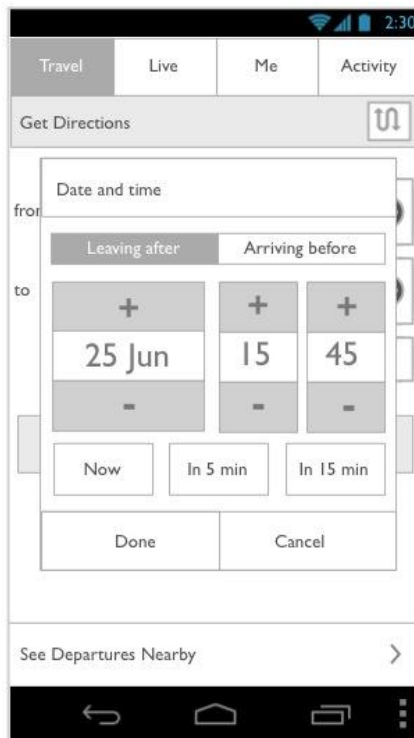 2:30
Travel Live Me Activity
Get Directions
Date and time
from
Leaving after Arriving before
to
+ + +
25 Jun 15 45
- - -
Now In 5 min In 15 min
Done Cancel
See Departures Nearby